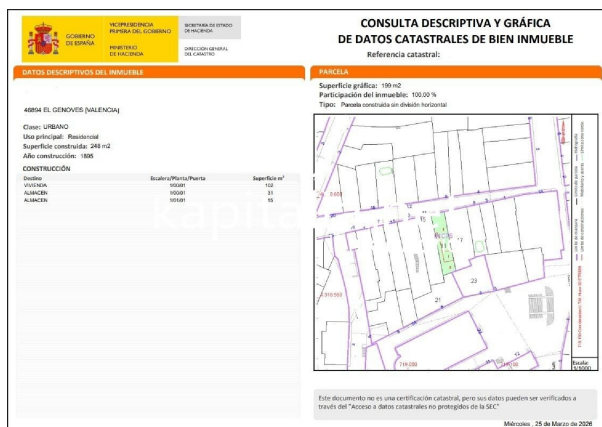 GOBIERNO
DE ESPAÑA
VICEPRESIDENCIA
PRIMERA DEL GOBIERNO
MINISTERIO
DE HACIENDA
SECRETARÍA DE ESTADO
DE HACIENDA
DIRECCIÓN GENERAL
DEL CATASTRO
CONSULTA DESCRIPTIVA Y GRÁFICA
DE DATOS CATASTRALES DE BIEN INMUEBLE
Referencia catastral:
DATOS DESCRIPTIVOS DEL INMUEBLE
46894 EL GENOVES [VALENCIA]
Clase: URBANO
Uso principal: Residencial
Superficie construida: 248 m2
Año construcción: 1895
CONSTRUCCIÓN
Destino Escalera/Planta/Puerta Superficie m²
VIVIENDA 1/00/01
ALMACEN 1/00/01
ALMACEN 1/01/01
PARCELA
Superficie gráfica: 199 m2
Participación del inmueble: 100,00 %
Tipo: Parcela construida sin división horizontal
17
23
21
719,000
Escala:
1/1000
Este documento no es una certificación catastral, pero sus datos pueden ser verificados a
través del "Acceso a datos catastrales no protegidos de la SEC"
Miércoles , 25 de Marzo de 2026